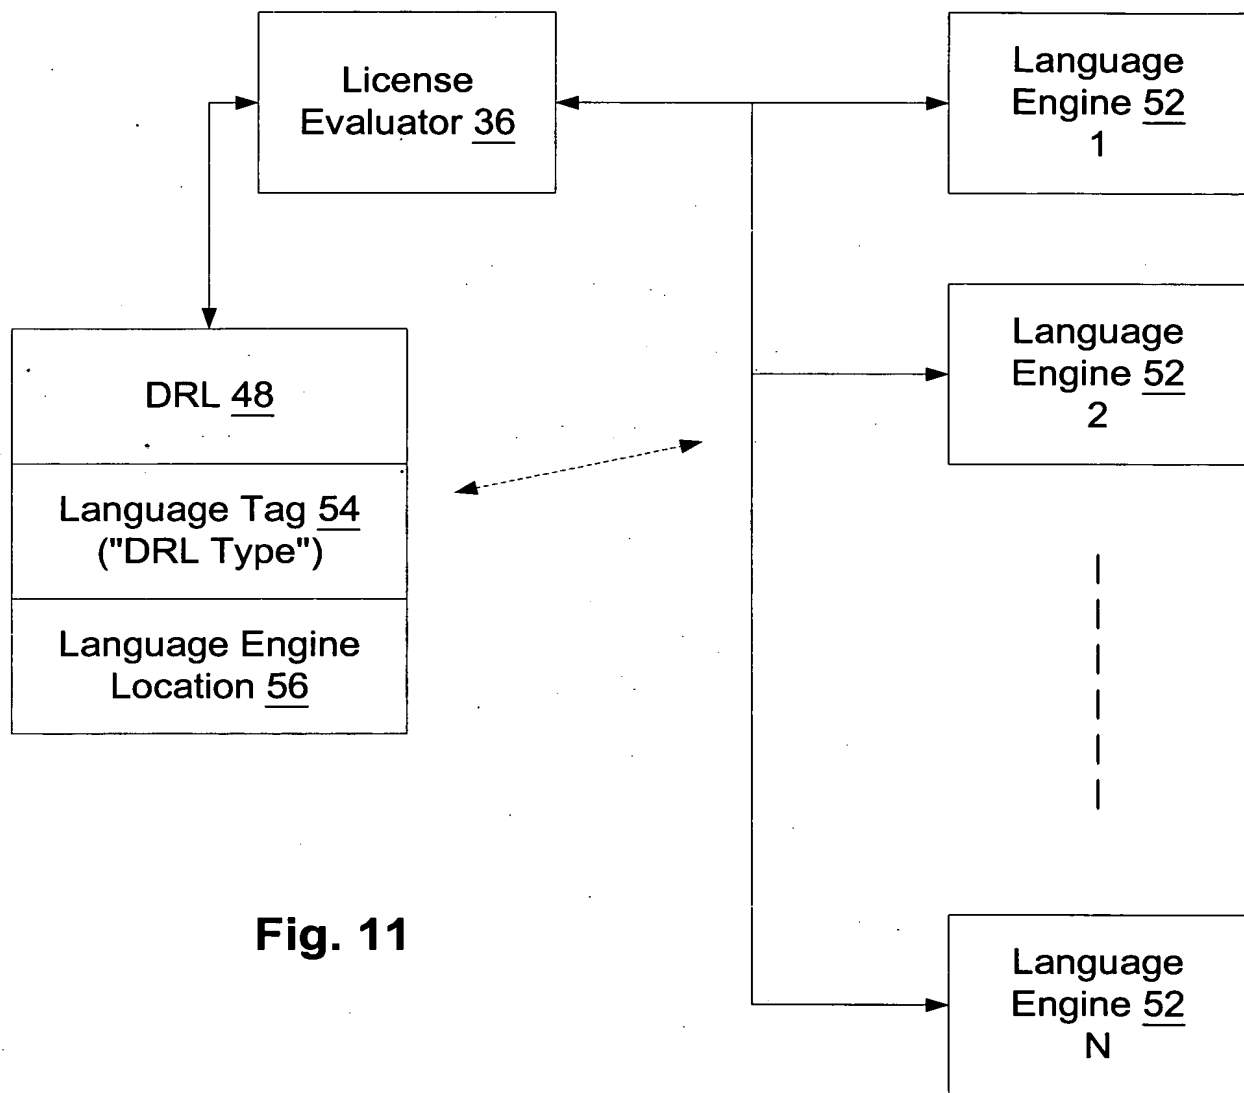 License
Evaluator 36
Language
Engine 52
1
Language
Engine 52
2
DRL 48
Language Tag 54
("DRL Type")
Language Engine
Location 56
Fig. 11
Language
Engine 52
N